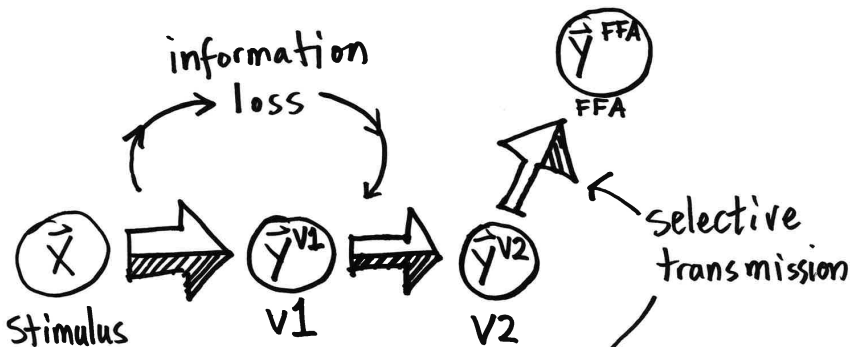 information
loss
Y FFA
FFA
selective
transmission
X
Y V1
Y V2
Stimulus
V1
V2